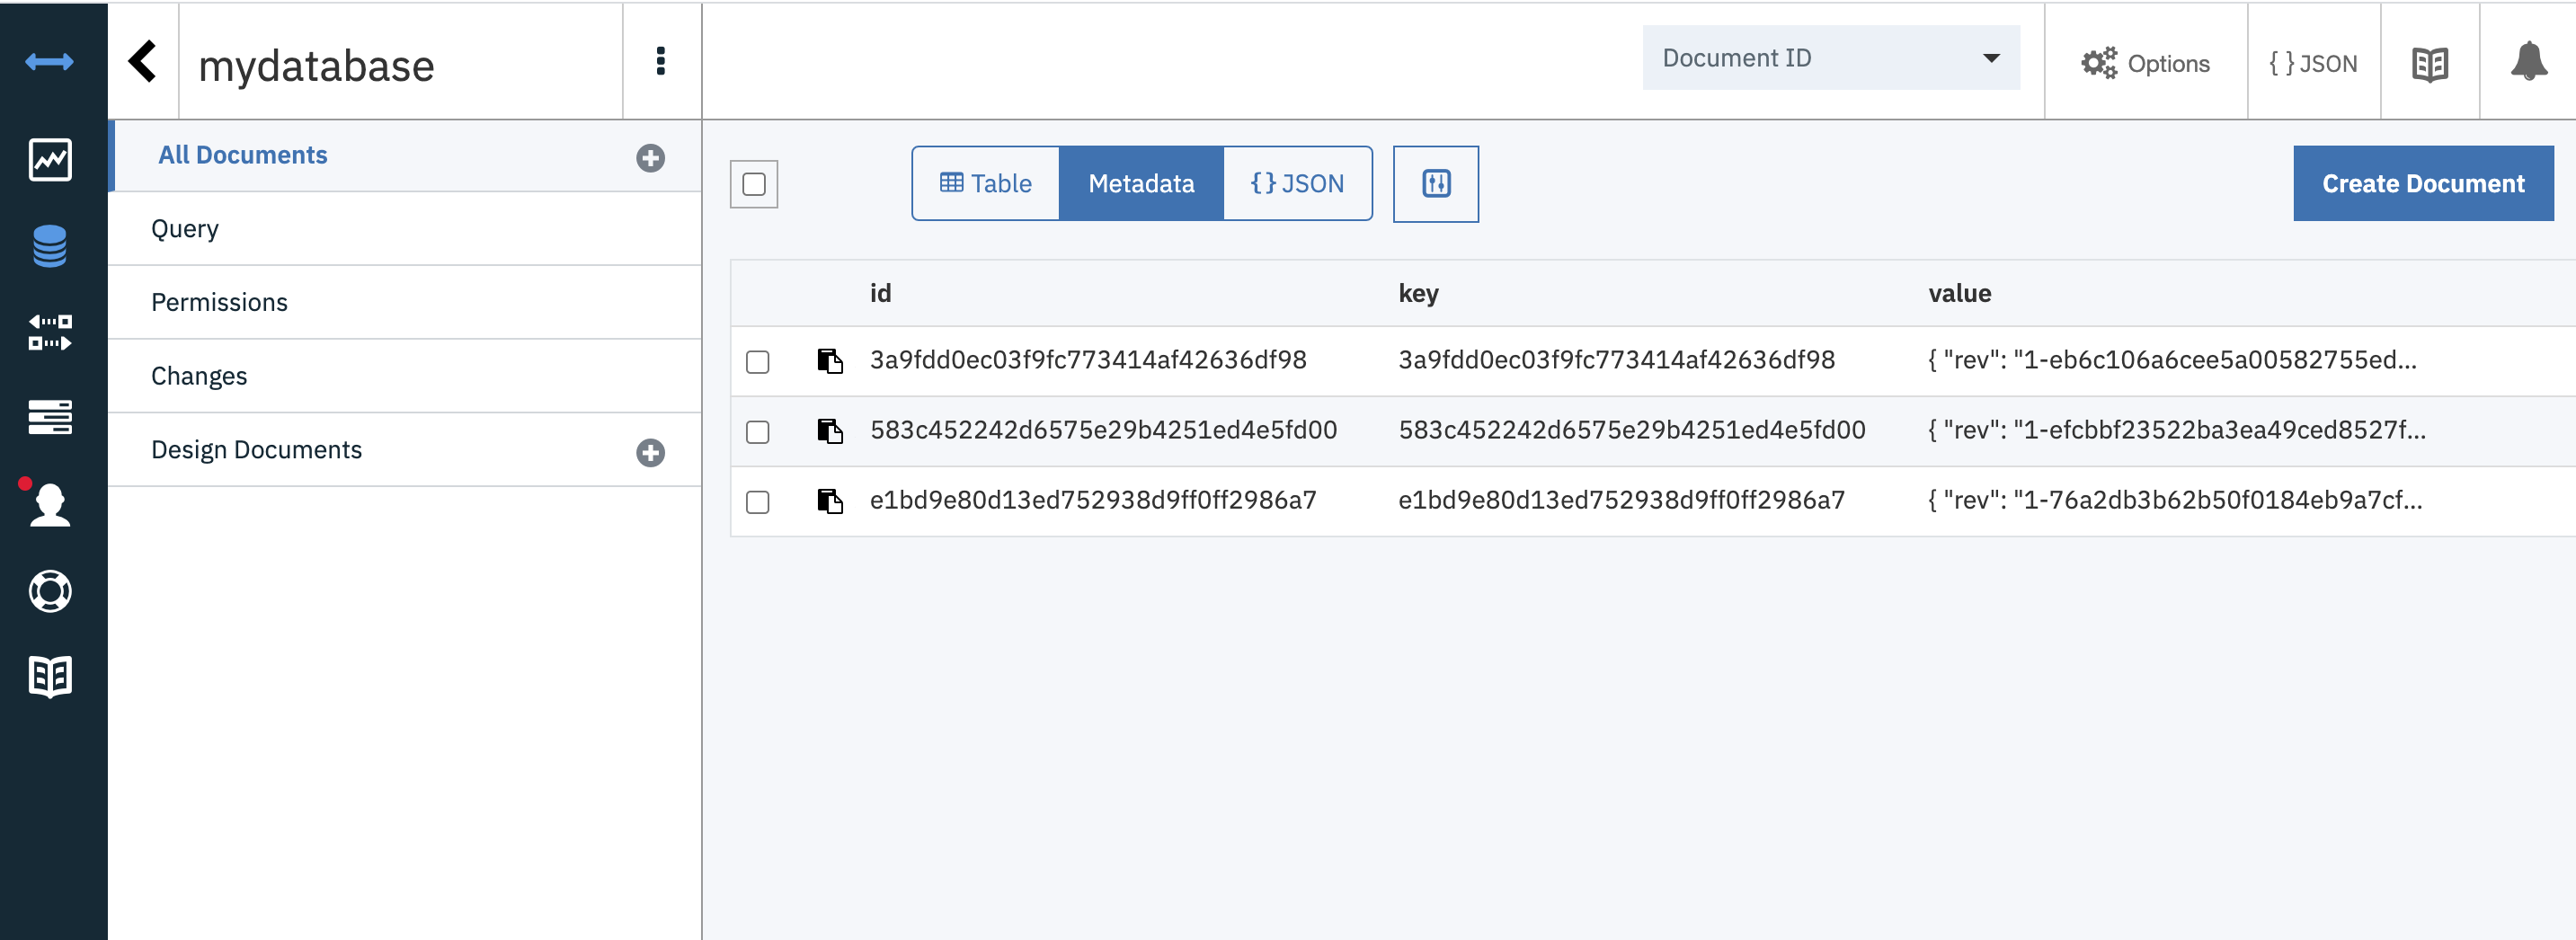 mydatabase
Document ID
Options
{ } JSON
All Documents
Query
Permissions
Changes
Design Documents
Table
Metadata
{ } JSON
Create Document
id key value
3a9fdd0ec03f9fc773414af42636df98 3a9fdd0ec03f9fc773414af42636df98 { "rev": "1-eb6c106a6cee5a00582755ed...
583c452242d6575e29b4251ed4e5fd00 583c452242d6575e29b4251ed4e5fd00 { "rev": "1-efcbbf23522ba3ea49ced8527f...
e1bd9e80d13ed752938d9ff0ff2986a7 e1bd9e80d13ed752938d9ff0ff2986a7 { "rev": "1-76a2db3b62b50f0184eb9a7cf...